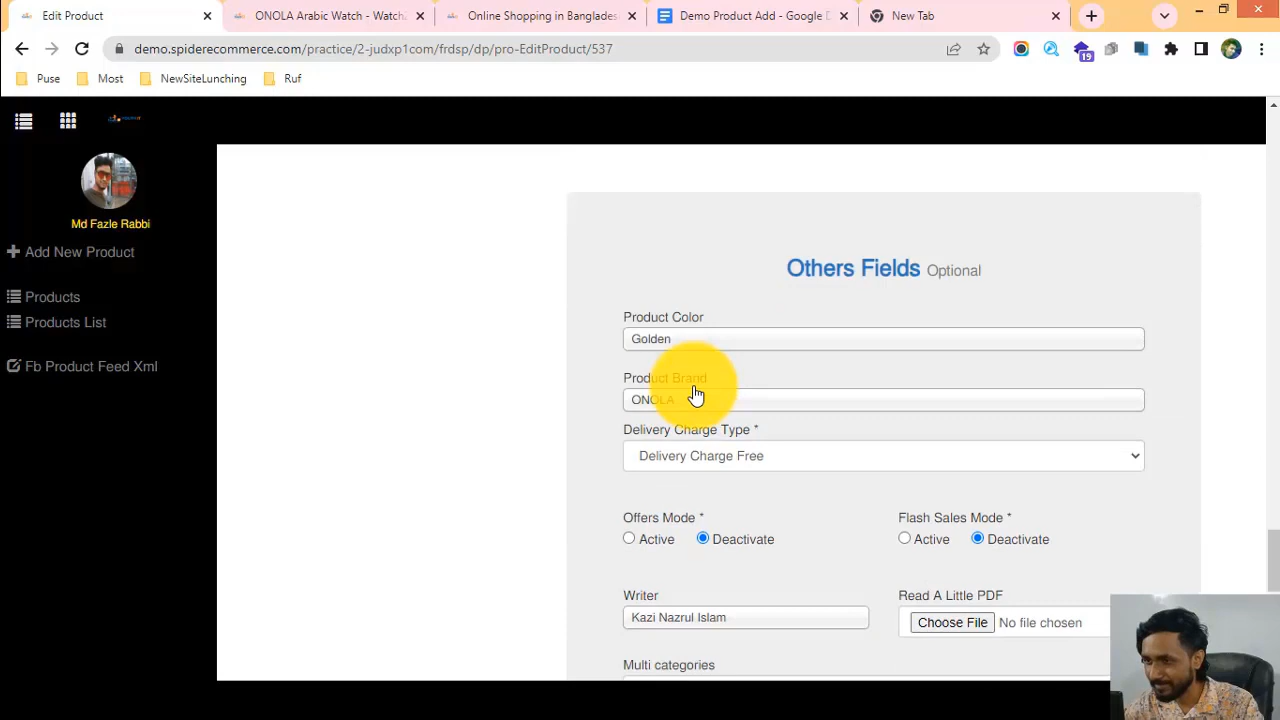 Edit Product
ONOLA Arabic Watch - Watch
Online Shopping in Banglades
Demo Product Add - Google D
New Tab
demo.spiderecommerce.com/practice/2-judxp1com/frdsp/dp/pro-EditProduct/537
19
Puse
Most
NewSiteLunching
Ruf
Md Fazle Rabbi
Add New Product
Products
Products List
Fb Product Feed Xml
Others Fields Optional
Product Color
Golden
Product Brand
ONOLA
Delivery Charge Type *
Delivery Charge Free
Offers Mode *
Flash Sales Mode *
Active
Deactivate
Active
Deactivate
Writer
Read A Little PDF
Kazi Nazrul Islam
Choose File No file chosen
Multi categories